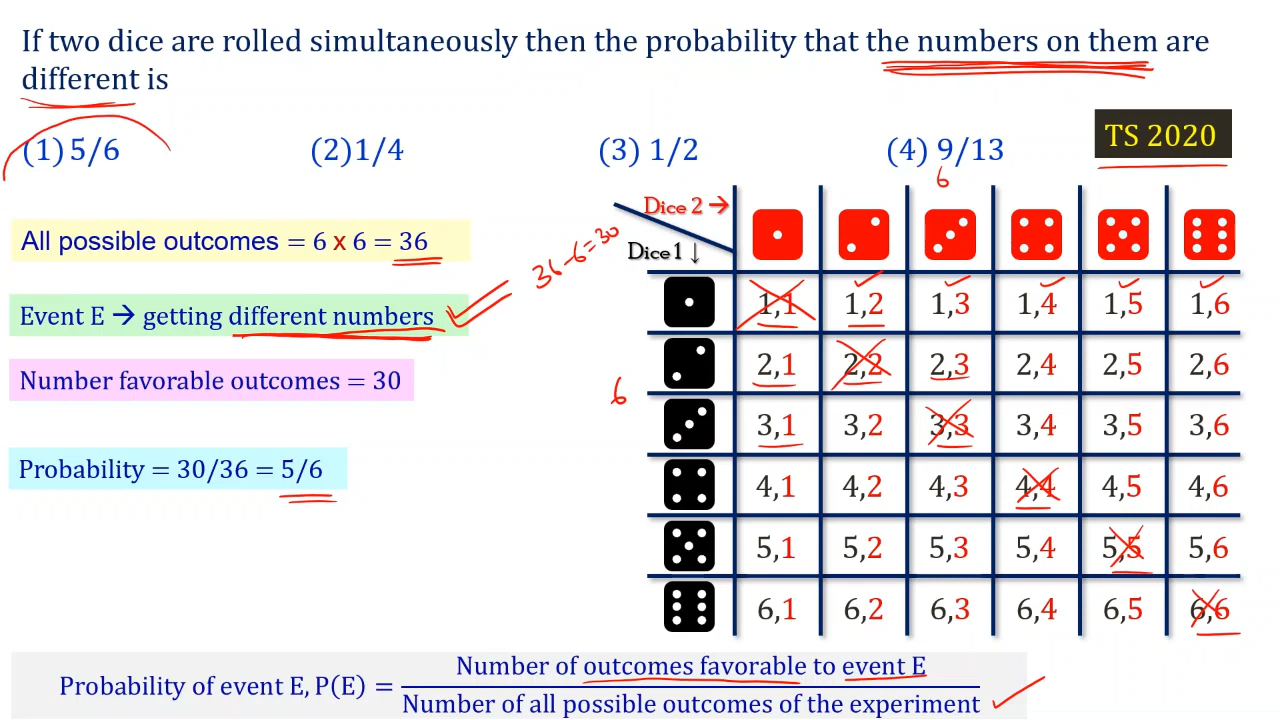 If two dice are rolled simultaneously then the probability that the numbers on them are
different is
(1) 5/6 (2)1/4 (3) 1/2 (4) 9/13
TS 2020
6
Dice 2 →
Dice 1 ↓
All possible outcomes = 6 x 6 = 36
36-6=30
Event E → getting different numbers
Number favorable outcomes = 30
Probability = 30/36 = 5/6
6
1,1 1,2 1,3 1,4 1,5 1,6
2,1 2,2 2,3 2,4 2,5 2,6
3,1 3,2 3,3 3,4 3,5 3,6
4,1 4,2 4,3 4,4 4,5 4,6
5,1 5,2 5,3 5,4 5,5 5,6
6,1 6,2 6,3 6,4 6,5 6,6
Number of outcomes favorable to event E
Probability of event E, P(E) =
Number of all possible outcomes of the experiment